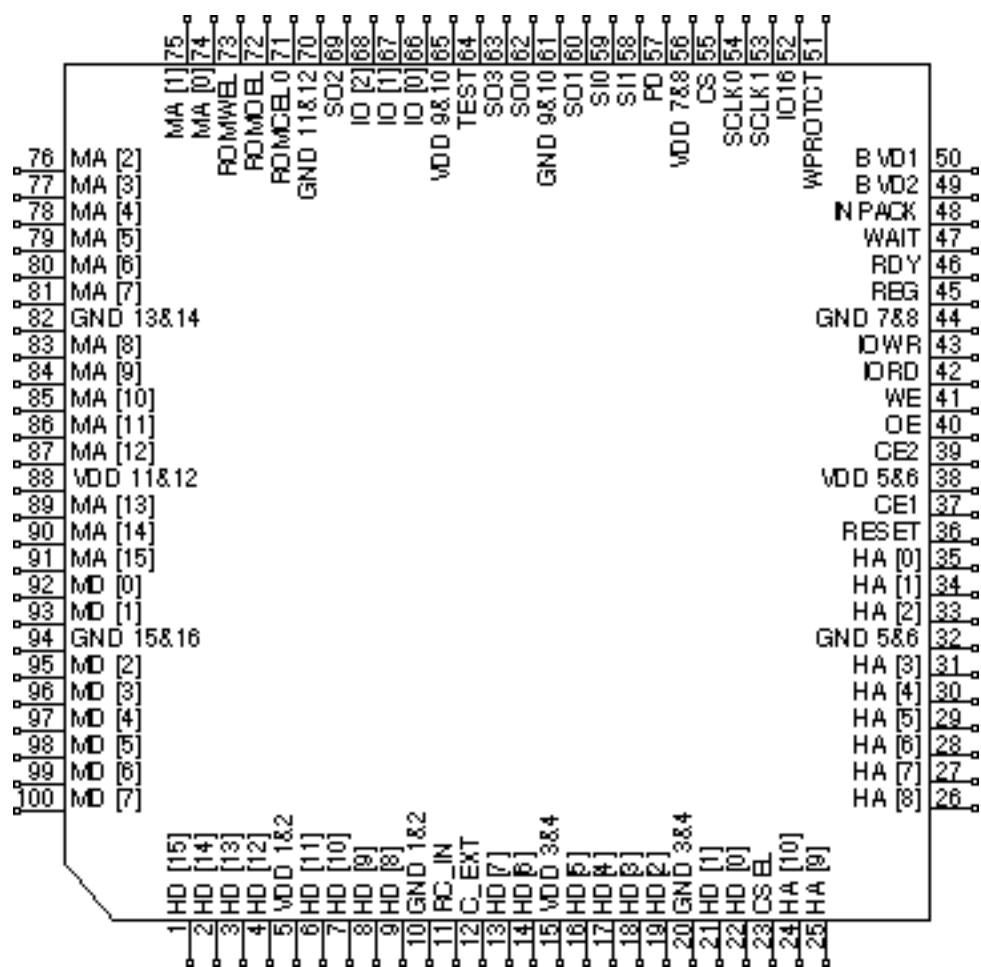 75 MA [1]
74 MA [0]
73 ROMWEL
72 ROMOEL
71 ROMCEL0
70 GND 11&12
69 SO2
68 IO [2]
67 IO [1]
66 IO [0]
65 VDD 9&10
64 TEST
63 SO3
62 SO0
61 GND 9&10
60 SO1
59 SI0
58 SI1
57 PD
56 VDD 7&8
55 CS
54 SCLK0
53 SCLK1
52 IO16
51 WPROTCT
76 MA [2]
77 MA [3]
78 MA [4]
79 MA [5]
80 MA [6]
81 MA [7]
82 GND 13&14
83 MA [8]
84 MA [9]
85 MA [10]
86 MA [11]
87 MA [12]
88 VDD 11&12
89 MA [13]
90 MA [14]
91 MA [15]
92 MD [0]
93 MD [1]
94 GND 15&16
95 MD [2]
96 MD [3]
97 MD [4]
98 MD [5]
99 MD [6]
100 MD [7]
BVD1 50
BVD2 49
INPACK 48
WAIT 47
RDY 46
REG 45
GND 7&8 44
IOWR 43
IORD 42
WE 41
OE 40
CE2 39
VDD 5&6 38
CE1 37
RESET 36
HA [0] 35
HA [1] 34
HA [2] 33
GND 5&6 32
HA [3] 31
HA [4] 30
HA [5] 29
HA [6] 28
HA [7] 27
HA [8] 26
1 HD [15]
2 HD [14]
3 HD [13]
4 HD [12]
5 VDD 1&2
6 HD [11]
7 HD [10]
8 HD [9]
9 HD [8]
10 GND 1&2
11 RC_IN
12 C_EXT
13 HD[7]
14 HD[6]
15 VDD 3&4
16 HD[5]
17 HD[4]
18 HD[3]
19 HD[2]
20 GND 3&4
21 HD [1]
22 HD [0]
23 CSEL
24 HA [10]
25 HA [9]